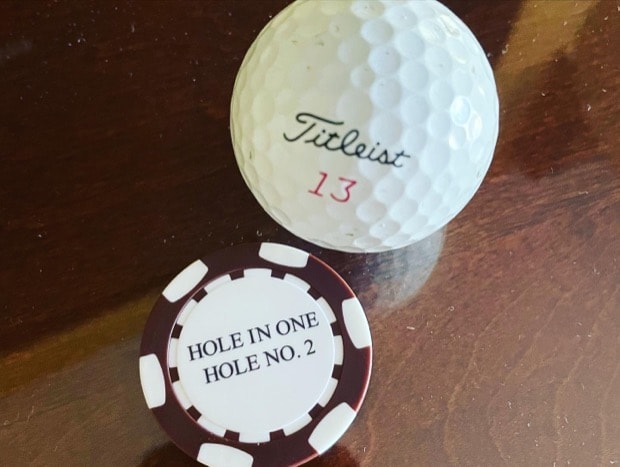 Titleist
13
HOLE IN ONE
HOLE NO. 2